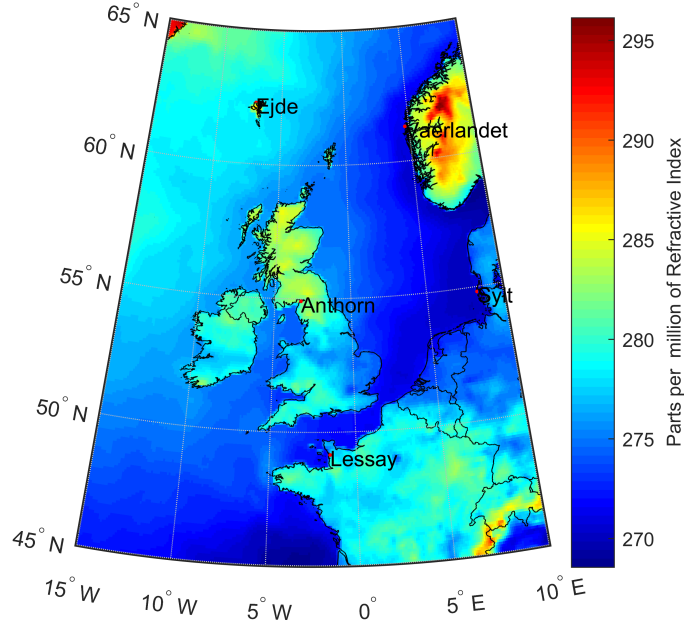 65° N
60° N
55° N
50° N
45° N
15° W
10° W
5° W
0°
5° E
10° E
Ejde
Vaerlandet
Anthorn
Sylt
Lessay
295
290
285
280
275
270
Parts per million of Refractive Index